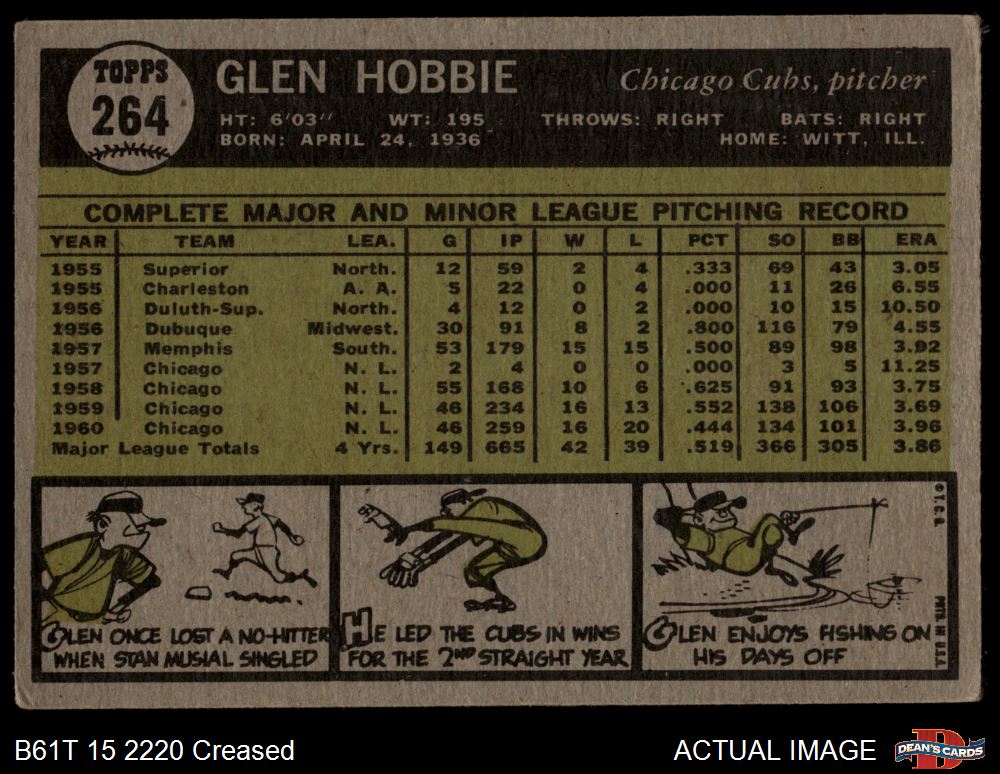 TOPPS
264
GLEN HOBBIE
Chicago Cubs, pitcher
HT: 6'03" WT: 195 THROWS: RIGHT BATS: RIGHT
BORN: APRIL 24, 1936 HOME: WITT, ILL.
COMPLETE MAJOR AND MINOR LEAGUE PITCHING RECORD
YEAR TEAM LEA. G IP W L PCT SO BB ERA
1955 Superior North. 12 59 2 4 .333 69 43 3.05
1955 Charleston A. A. 5 22 0 4 .000 11 26 6.55
1956 Duluth-Sup. North. 4 12 0 2 .000 10 15 10.50
1956 Dubuque Midwest. 30 91 8 2 .800 116 79 4.55
1957 Memphis South. 53 179 15 15 .500 89 98 3.92
1957 Chicago N. L. 2 4 0 0 .000 3 5 11.25
1958 Chicago N. L. 55 168 10 6 .625 91 93 3.75
1959 Chicago N. L. 46 234 16 13 .552 138 106 3.69
1960 Chicago N. L. 46 259 16 20 .444 134 101 3.96
Major League Totals 4 Yrs. 149 665 42 39 .519 366 305 3.86
GLEN ONCE LOST A NO-HITTER
WHEN STAN MUSIAL SINGLED
HE LED THE CUBS IN WINS
FOR THE 2ND STRAIGHT YEAR
GLEN ENJOYS FISHING ON
HIS DAYS OFF
© T. C. G.
PRTD. IN U.S.A.
B61T 15 2220 Creased
ACTUAL IMAGE
DEAN'S CARDS